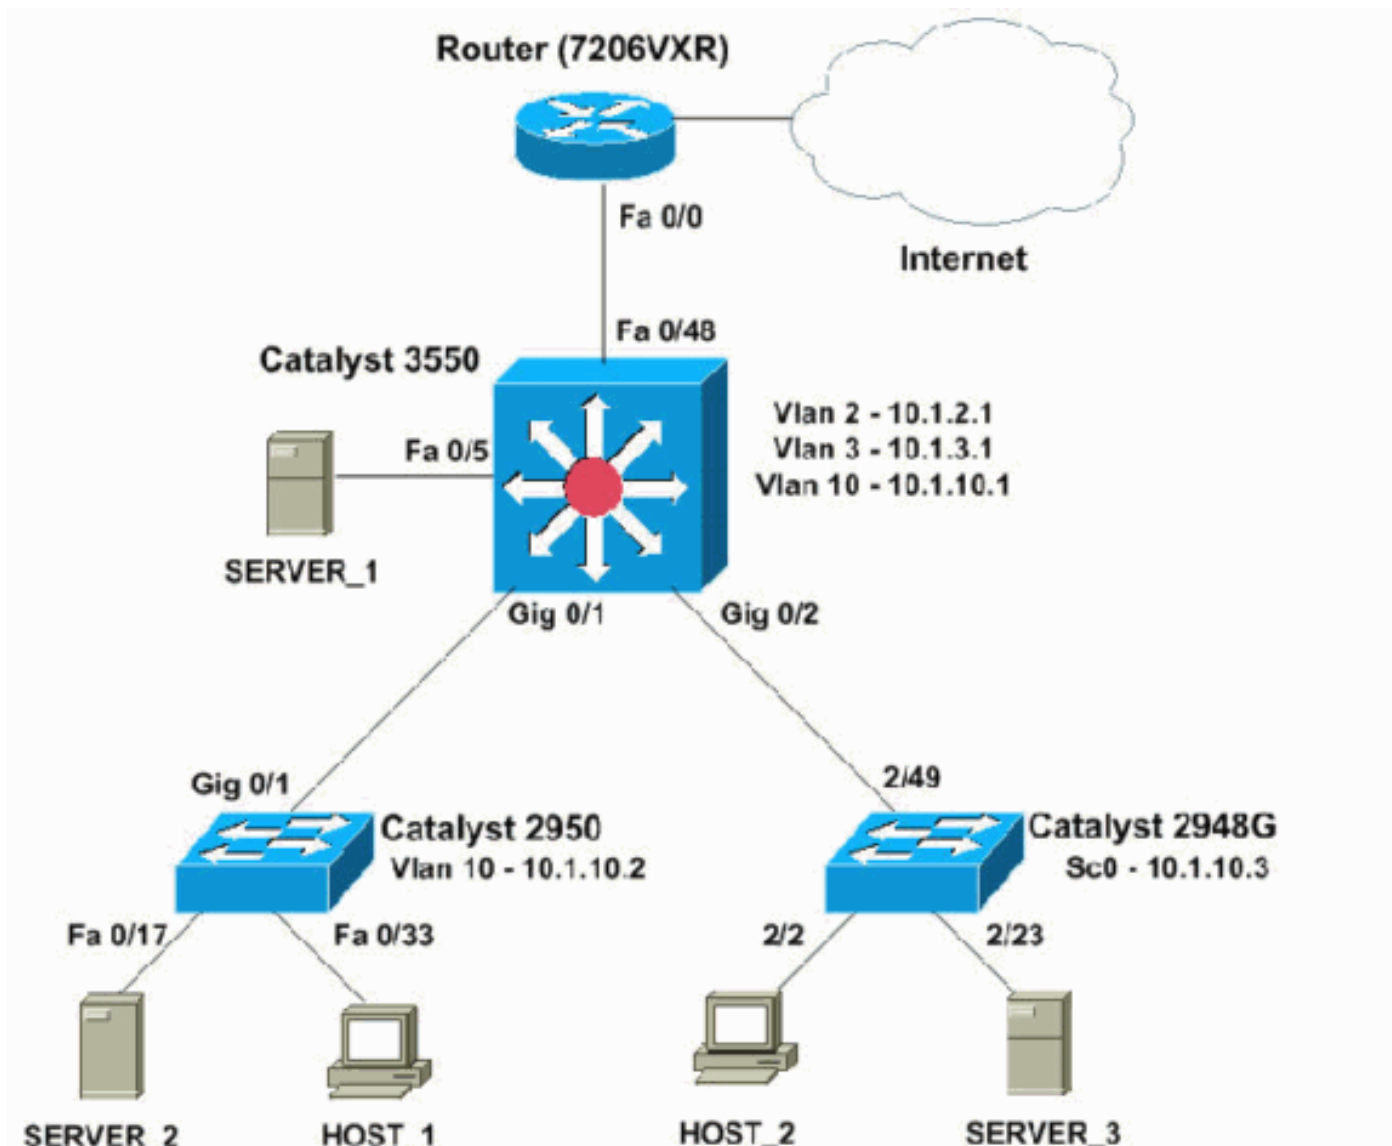 Router (7206VXR)
Fa 0/0
Internet
Fa 0/48
Catalyst 3550
Vlan 2 - 10.1.2.1
Vlan 3 - 10.1.3.1
Vlan 10 - 10.1.10.1
Fa 0/5
SERVER_1
Gig 0/1
Gig 0/2
Gig 0/1
2/49
Catalyst 2950
Vlan 10 - 10.1.10.2
Catalyst 2948G
Sc0 - 10.1.10.3
Fa 0/17
Fa 0/33
2/2
2/23
SERVER_2
HOST_1
HOST_2
SERVER_3